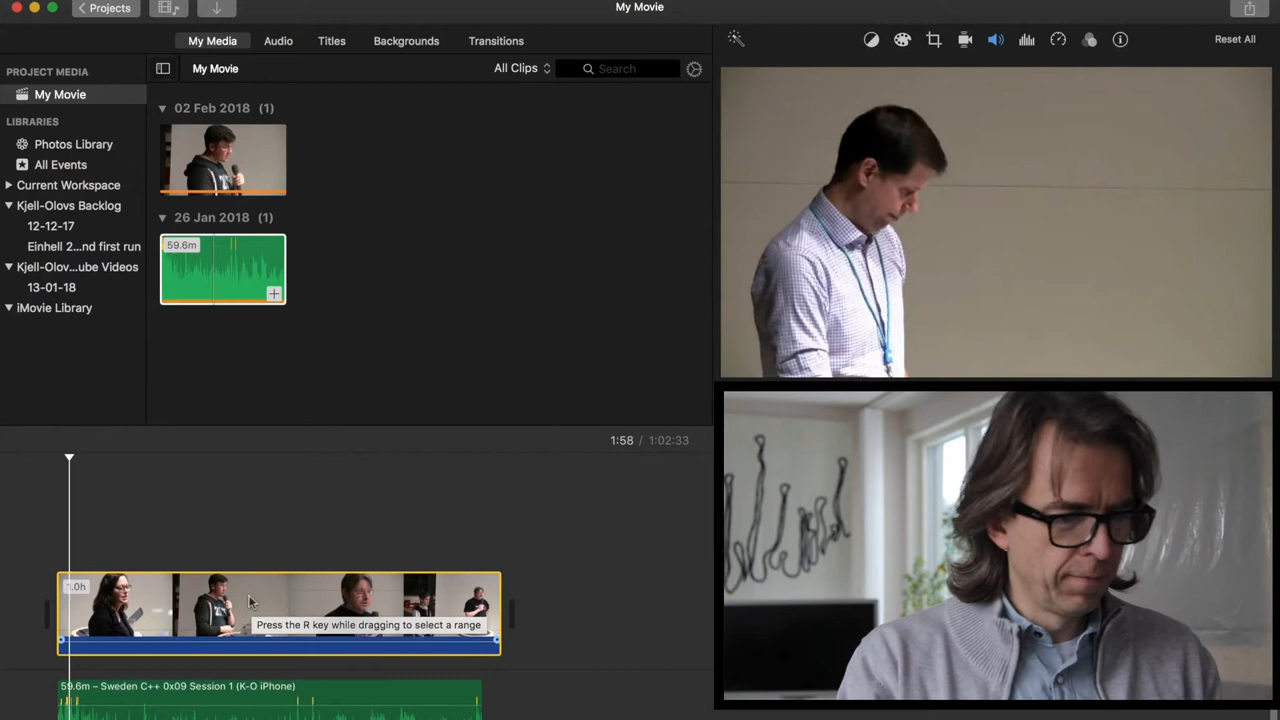 My Movie
Projects
My Media
Audio
Titles
Backgrounds
Transitions
Reset All
PROJECT MEDIA
My Movie
LIBRARIES
Photos Library
All Events
Current Workspace
Kjell-Olovs Backlog
12-12-17
Einhell 2...nd first run
Kjell-Olov...ube Videos
13-01-18
iMovie Library
My Movie
All Clips
Search
02 Feb 2018 (1)
26 Jan 2018 (1)
59.6m
1:58 / 1:02:33
1.0h
Press the R key while dragging to select a range
59.6m – Sweden C++ 0x09 Session 1 (K-O iPhone)